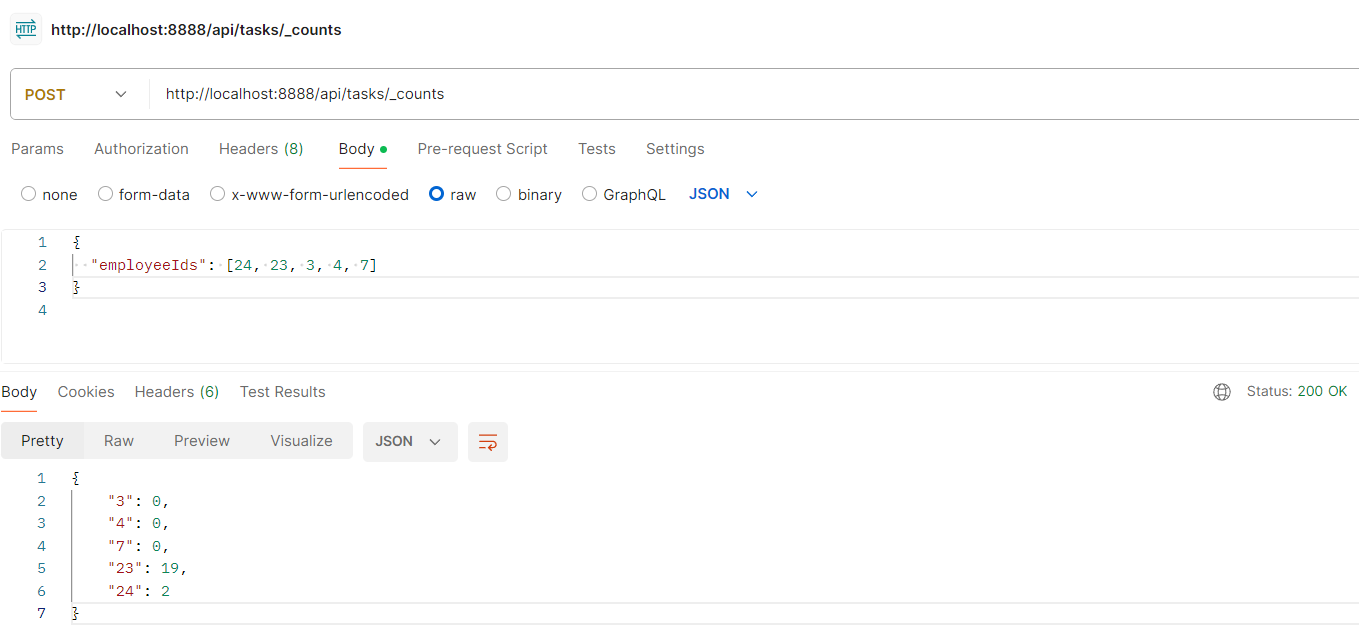 HTTP http://localhost:8888/api/tasks/_counts
POST http://localhost:8888/api/tasks/_counts
Params Authorization Headers (8) Body Pre-request Script Tests Settings
none form-data x-www-form-urlencoded raw binary GraphQL JSON
1 {
2 "employeeIds": [24, 23, 3, 4, 7]
3 }
4
Body Cookies Headers (6) Test Results Status: 200 OK
Pretty Raw Preview Visualize JSON
1 {
2 "3": 0,
3 "4": 0,
4 "7": 0,
5 "23": 19,
6 "24": 2
7 }